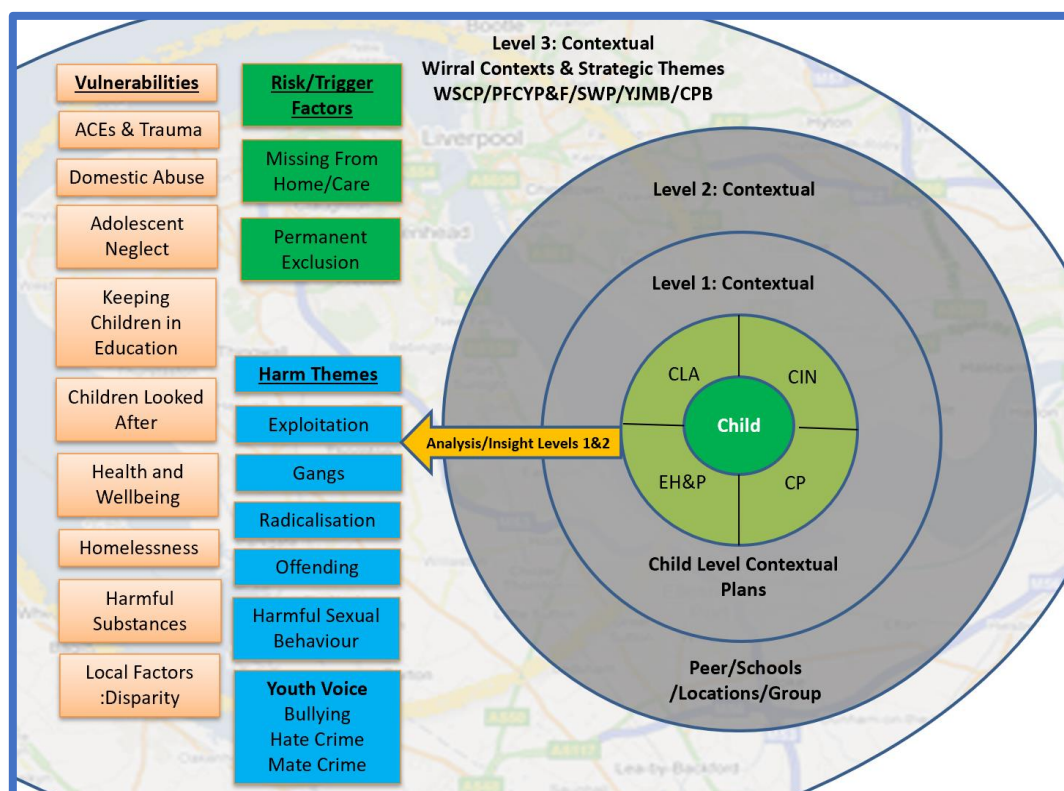 Level 3: Contextual
Wirral Contexts & Strategic Themes
WSCP/PFCYP&F/SWP/YJMB/CPB
Vulnerabilities
ACEs & Trauma
Domestic Abuse
Adolescent
Neglect
Keeping
Children in
Education
Children Looked
After
Health and
Wellbeing
Homelessness
Harmful
Substances
Local Factors
:Disparity
Risk/Trigger
Factors
Missing From
Home/Care
Permanent
Exclusion
Harm Themes
Exploitation
Gangs
Radicalisation
Offending
Harmful Sexual
Behaviour
Youth Voice
Bullying
Hate Crime
Mate Crime
Analysis/Insight Levels 1&2
Level 2: Contextual
Level 1: Contextual
CLA
CIN
Child
EH&P
CP
Child Level Contextual
Plans
Peer/Schools
/Locations/Group
Bootle
Liverpool
Lea-by-Backford